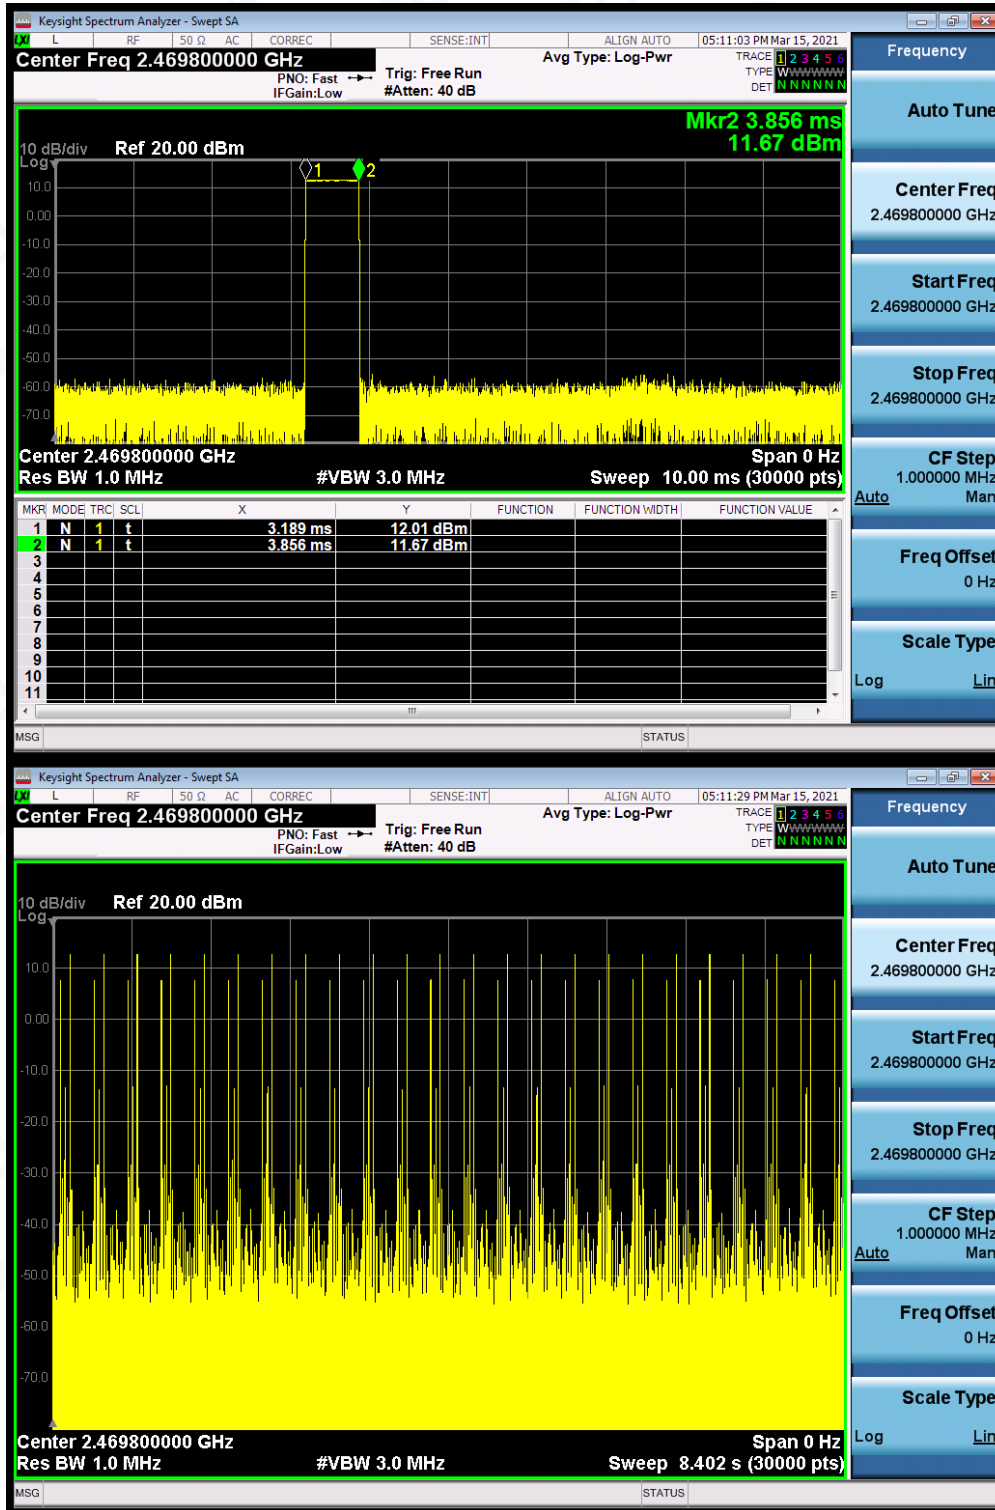 Keysight Spectrum Analyzer - Swept SA
LXI L RF 50 Ω AC CORREC SENSE:INT ALIGN AUTO 05:11:03 PM Mar 15, 2021
Center Freq 2.469800000 GHz
PNO: Fast
IFGain:Low
Trig: Free Run
#Atten: 40 dB
Avg Type: Log-Pwr
TRACE 1 2 3 4 5 6
TYPE W
DET N N N N N N
Mkr2 3.856 ms
11.67 dBm
10 dB/div
Log
Ref 20.00 dBm
10.0
0.00
-10.0
-20.0
-30.0
-40.0
-50.0
-60.0
-70.0
1
2
Center 2.469800000 GHz
Span 0 Hz
Res BW 1.0 MHz
#VBW 3.0 MHz
Sweep 10.00 ms (30000 pts)
MKR MODE TRC SCL X Y FUNCTION FUNCTION WIDTH FUNCTION VALUE
1 N 1 t 3.189 ms 12.01 dBm
2 N 1 t 3.856 ms 11.67 dBm
3
4
5
6
7
8
9
10
11
MSG
STATUS
Frequency
Auto Tune
Center Freq
2.469800000 GHz
Start Freq
2.469800000 GHz
Stop Freq
2.469800000 GHz
CF Step
1.000000 MHz
Auto Man
Freq Offset
0 Hz
Scale Type
Log Lin
Keysight Spectrum Analyzer - Swept SA
LXI L RF 50 Ω AC CORREC SENSE:INT ALIGN AUTO 05:11:29 PM Mar 15, 2021
Center Freq 2.469800000 GHz
PNO: Fast
IFGain:Low
Trig: Free Run
#Atten: 40 dB
Avg Type: Log-Pwr
TRACE 1 2 3 4 5 6
TYPE W
DET N N N N N N
10 dB/div
Log
Ref 20.00 dBm
10.0
0.00
-10.0
-20.0
-30.0
-40.0
-50.0
-60.0
-70.0
Center 2.469800000 GHz
Span 0 Hz
Res BW 1.0 MHz
#VBW 3.0 MHz
Sweep 8.402 s (30000 pts)
MSG
STATUS
Frequency
Auto Tune
Center Freq
2.469800000 GHz
Start Freq
2.469800000 GHz
Stop Freq
2.469800000 GHz
CF Step
1.000000 MHz
Auto Man
Freq Offset
0 Hz
Scale Type
Log Lin